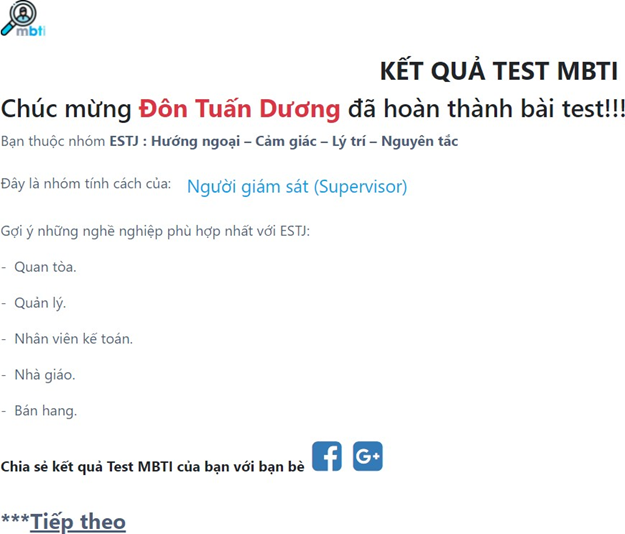 mbti
KẾT QUẢ TEST MBTI
Chúc mừng Đôn Tuấn Dương đã hoàn thành bài test!!!
Bạn thuộc nhóm ESTJ : Hướng ngoại – Cảm giác – Lý trí – Nguyên tắc
Đây là nhóm tính cách của: Người giám sát (Supervisor)
Gợi ý những nghề nghiệp phù hợp nhất với ESTJ:
- Quan tòa.
- Quản lý.
- Nhân viên kế toán.
- Nhà giáo.
- Bán hang.
Chia sẻ kết quả Test MBTI của bạn với bạn bè f G+
***Tiếp theo